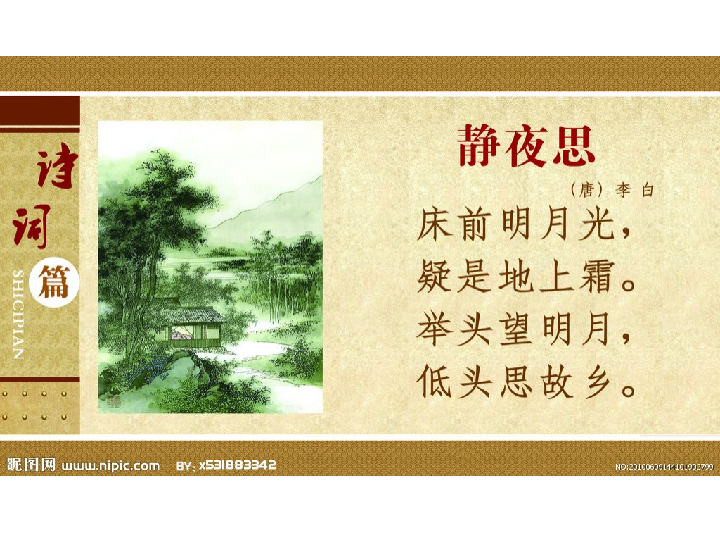 诗
词
篇
SHICIPIAN
静夜思
（唐）李 白
床前明月光，
疑是地上霜。
举头望明月，
低头思故乡。
昵图网 www.nipic.com BY: x531883342